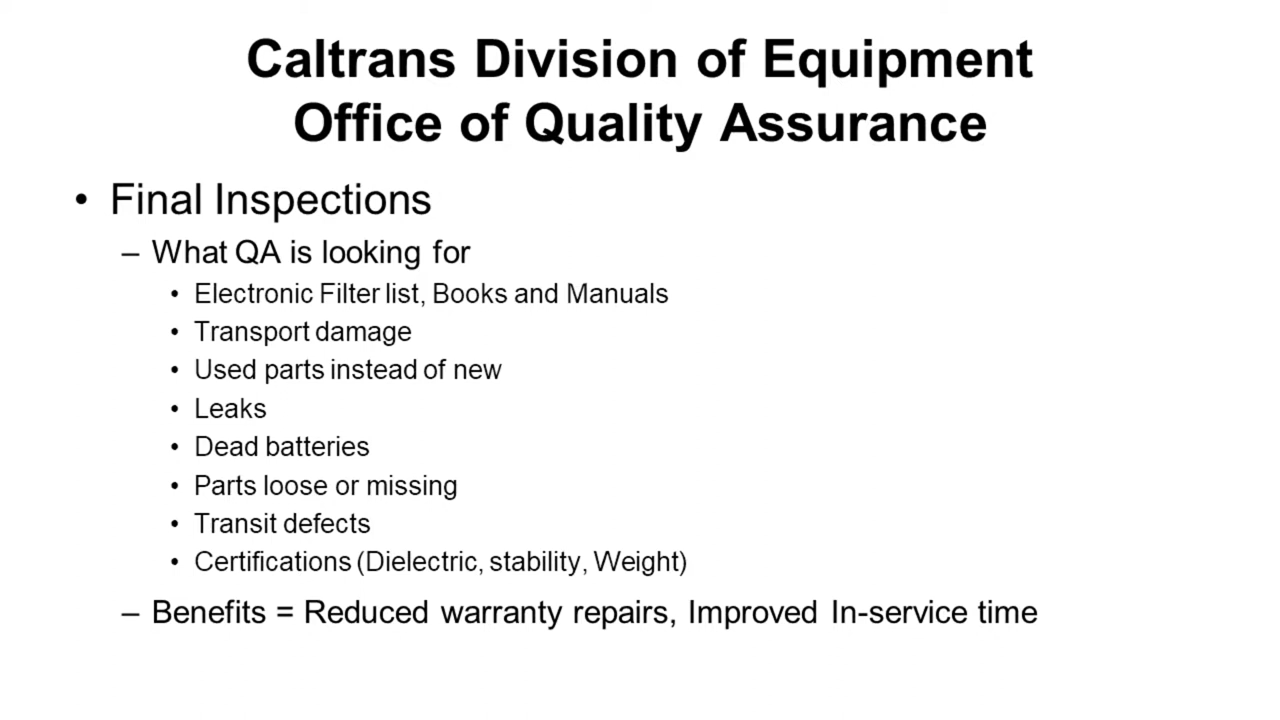 Caltrans Division of Equipment
Office of Quality Assurance
• Final Inspections
– What QA is looking for
• Electronic Filter list, Books and Manuals
• Transport damage
• Used parts instead of new
• Leaks
• Dead batteries
• Parts loose or missing
• Transit defects
• Certifications (Dielectric, stability, Weight)
– Benefits = Reduced warranty repairs, Improved In-service time